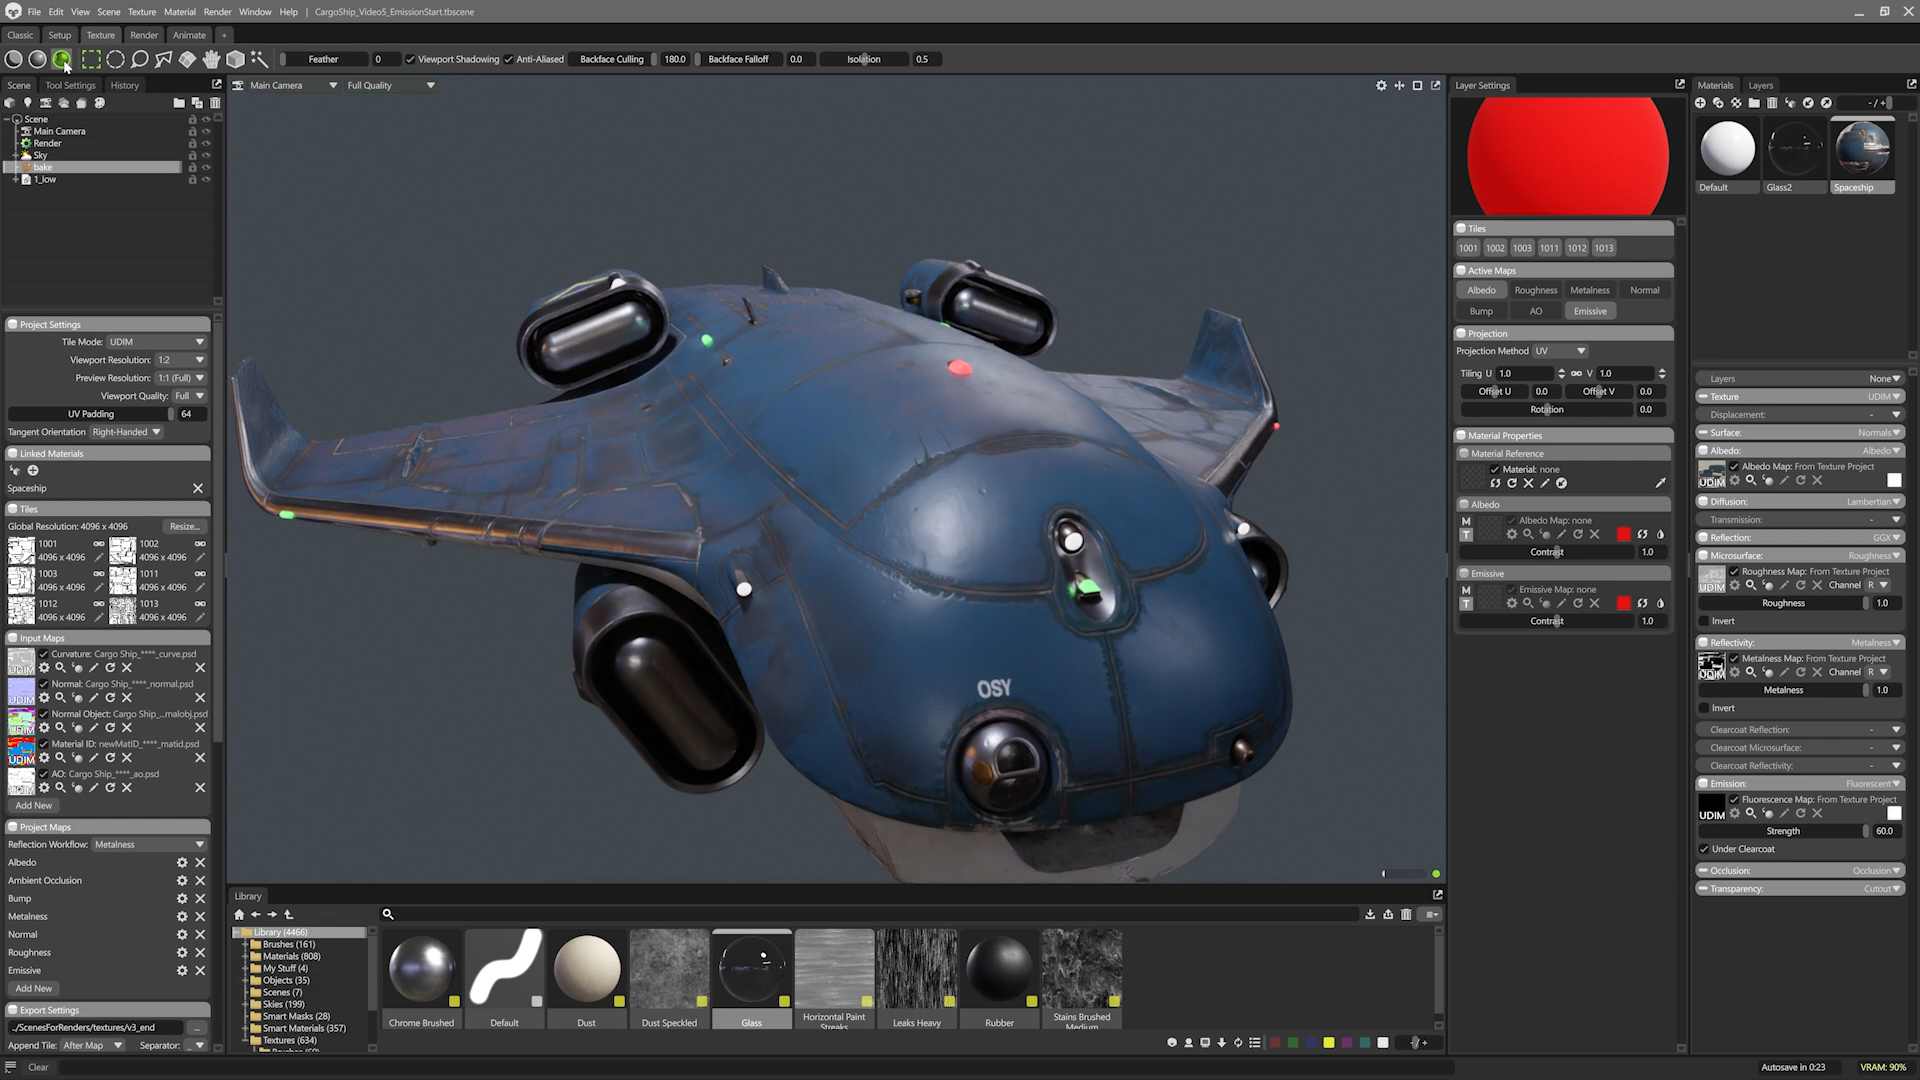 File Edit View Scene Texture Material Render Window Help | CargoShip_Video5_EmissionStart.tbscene
Classic Setup Texture Render Animate +
Feather 0 Viewport Shadowing Anti-Aliased Backface Culling 180.0 Backface Falloff 0.0 Isolation 0.5
Scene Tool Settings History
Scene
Main Camera
Render
Sky
bake
1_low
Project Settings
Tile Mode: UDIM
Viewport Resolution: 1:2
Preview Resolution: 1:1 (Full)
Viewport Quality: Full
UV Padding 64
Tangent Orientation Right-Handed
Linked Materials
Spaceship
Tiles
Global Resolution: 4096 x 4096 Resize...
1001 1002
4096 x 4096 4096 x 4096
1003 1011
4096 x 4096 4096 x 4096
1012 1013
4096 x 4096 4096 x 4096
Input Maps
Curvature: Cargo Ship_****_curve.psd
UDIM
Normal: Cargo Ship_****_normal.psd
UDIM
Normal Object: Cargo Ship_...malobj.psd
UDIM
Material ID: newMatID_****_matid.psd
UDIM
AO: Cargo Ship_****_ao.psd
UDIM
Add New
Project Maps
Reflection Workflow: Metalness
Albedo
Ambient Occlusion
Bump
Metalness
Normal
Roughness
Emissive
Add New
Export Settings
../ScenesForRenders/textures/v3_end ...
Append Tile: After Map Separator: _
Clear
Main Camera Full Quality
OSY
Library
Library (4466)
Brushes (161)
Materials (808)
My Stuff (4)
Objects (35)
Scenes (7)
Skies (199)
Smart Masks (28)
Smart Materials (357)
Textures (634)
Chrome Brushed
Default
Dust
Dust Speckled
Glass
Horizontal Paint Streaks
Leaks Heavy
Rubber
Stains Brushed Medium
Layer Settings
Tiles
1001 1002 1003 1011 1012 1013
Active Maps
Albedo Roughness Metalness Normal
Bump AO Emissive
Projection
Projection Method UV
Tiling U 1.0 V 1.0
Offset U 0.0 Offset V 0.0
Rotation 0.0
Material Properties
Material Reference
Material: none
Albedo
M Albedo Map: none
T
Contrast 1.0
Emissive
M Emissive Map: none
T
Contrast 1.0
Materials Layers
- / +
Default Glass2 Spaceship
Layers None
Texture UDIM
Displacement: -
Surface: Normals
Albedo: Albedo
Albedo Map: From Texture Project
UDIM
Diffusion: Lambertian
Transmission: -
Reflection: GGX
Microsurface: Roughness
Roughness Map: From Texture Project
UDIM Channel R
Roughness 1.0
Invert
Reflectivity: Metalness
Metalness Map: From Texture Project
UDIM Channel R
Metalness 1.0
Invert
Clearcoat Reflection: -
Clearcoat Microsurface: -
Clearcoat Reflectivity: -
Emission: Fluorescent
Fluorescence Map: From Texture Project
UDIM
Strength 60.0
Under Clearcoat
Occlusion: Occlusion
Transparency: Cutout
Autosave in 0:23 VRAM: 90%